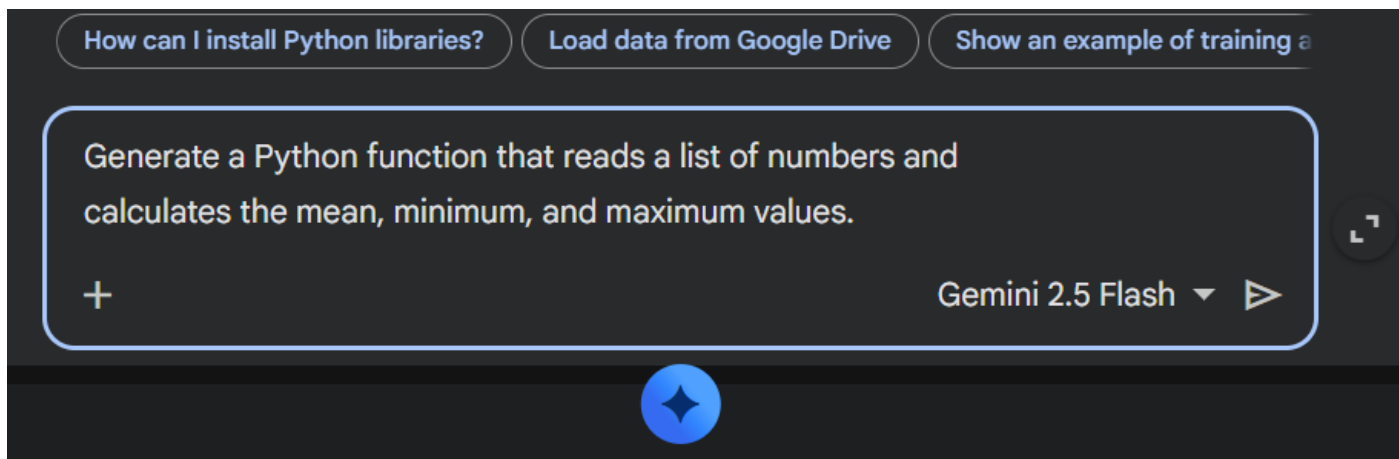 How can I install Python libraries?
Load data from Google Drive
Show an example of training a
Generate a Python function that reads a list of numbers and
calculates the mean, minimum, and maximum values.
Gemini 2.5 Flash